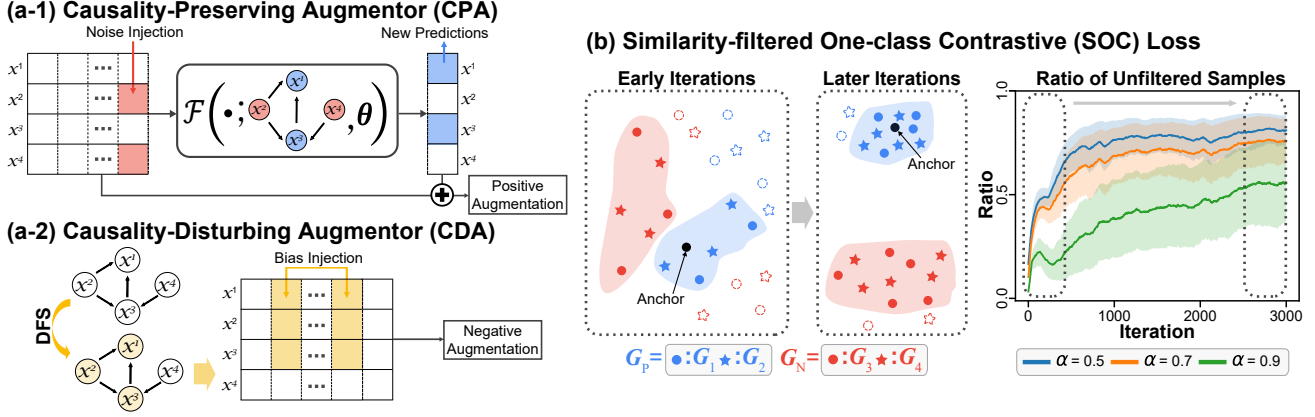 (a-1) Causality-Preserving Augmentor (CPA)
Noise Injection
New Predictions
x¹
x²
x³
x⁴
...
...
F(•; x¹ x² x⁴ x³ , θ)
x¹
x²
x³
x⁴
+
Positive
Augmentation
(a-2) Causality-Disturbing Augmentor (CDA)
x¹
x²
x⁴
x³
DFS
x¹
x²
x⁴
x³
Bias Injection
x¹
x²
x³
x⁴
...
...
...
...
Negative
Augmentation
(b) Similarity-filtered One-class Contrastive (SOC) Loss
Early Iterations
Anchor
Later Iterations
Anchor
G_P= ●:G₁ ★:G₂ G_N= ●:G₃ ★:G₄
Ratio of Unfiltered Samples
Ratio
1.0
0.5
0.0
0 1000 2000 3000
Iteration
α = 0.5 α = 0.7 α = 0.9